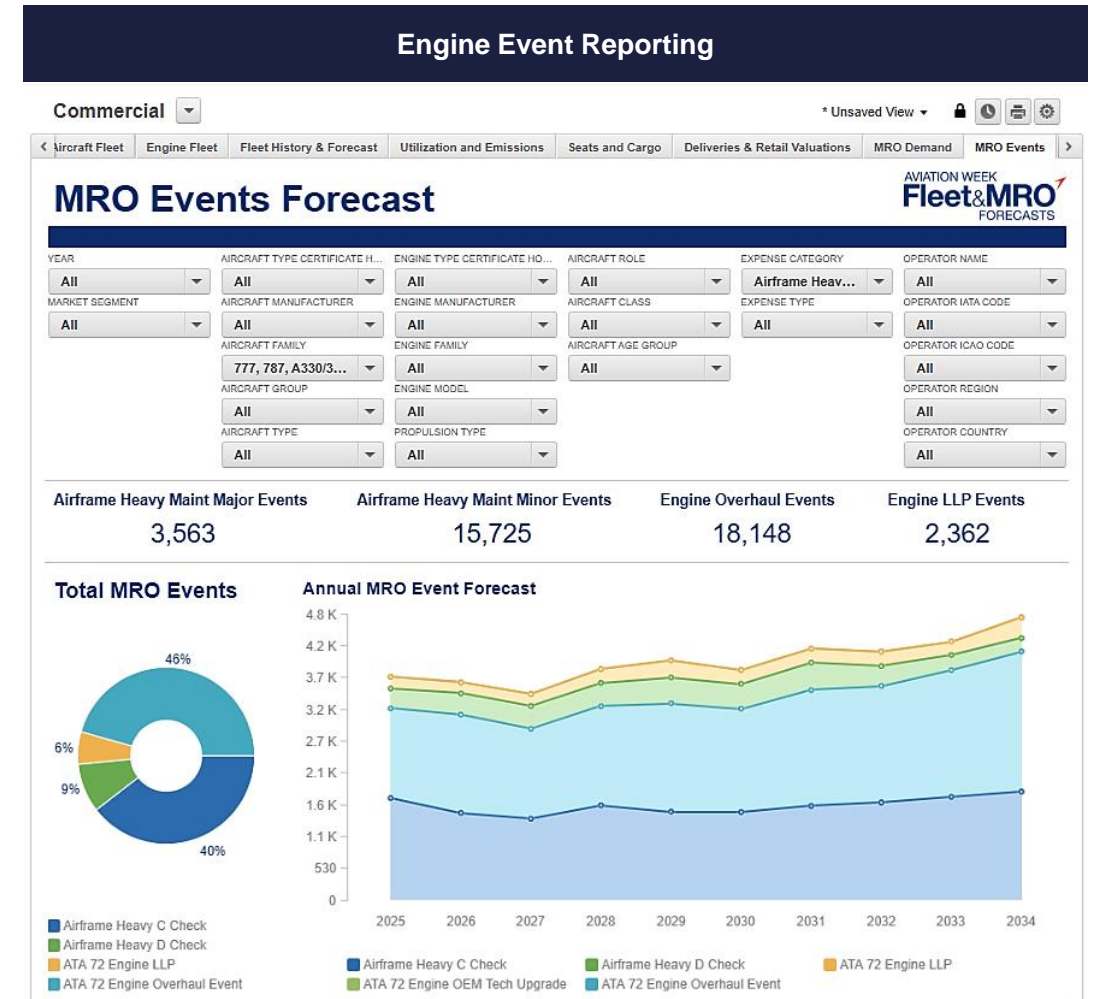 Engine Event Reporting
Commercial
* Unsaved View
Aircraft Fleet Engine Fleet Fleet History & Forecast Utilization and Emissions Seats and Cargo Deliveries & Retail Valuations MRO Demand MRO Events
MRO Events Forecast
AVIATION WEEK
Fleet&MRO
FORECASTS
YEAR AIRCRAFT TYPE CERTIFICATE H... ENGINE TYPE CERTIFICATE HO... AIRCRAFT ROLE EXPENSE CATEGORY OPERATOR NAME
All All All All Airframe Heav... All
MARKET SEGMENT AIRCRAFT MANUFACTURER ENGINE MANUFACTURER AIRCRAFT CLASS EXPENSE TYPE OPERATOR IATA CODE
All All All All All All
AIRCRAFT FAMILY ENGINE FAMILY AIRCRAFT AGE GROUP OPERATOR ICAO CODE
777, 787, A330/3... All All All
AIRCRAFT GROUP ENGINE MODEL OPERATOR REGION
All All All
AIRCRAFT TYPE PROPULSION TYPE OPERATOR COUNTRY
All All All
Airframe Heavy Maint Major Events Airframe Heavy Maint Minor Events Engine Overhaul Events Engine LLP Events
3,563 15,725 18,148 2,362
Total MRO Events
46%
6%
9%
40%
Airframe Heavy C Check
Airframe Heavy D Check
ATA 72 Engine LLP
ATA 72 Engine Overhaul Event
Annual MRO Event Forecast
4.8 K
4.2 K
3.7 K
3.2 K
2.7 K
2.1 K
1.6 K
1.1 K
530
0
2025 2026 2027 2028 2029 2030 2031 2032 2033 2034
Airframe Heavy C Check Airframe Heavy D Check ATA 72 Engine LLP
ATA 72 Engine OEM Tech Upgrade ATA 72 Engine Overhaul Event